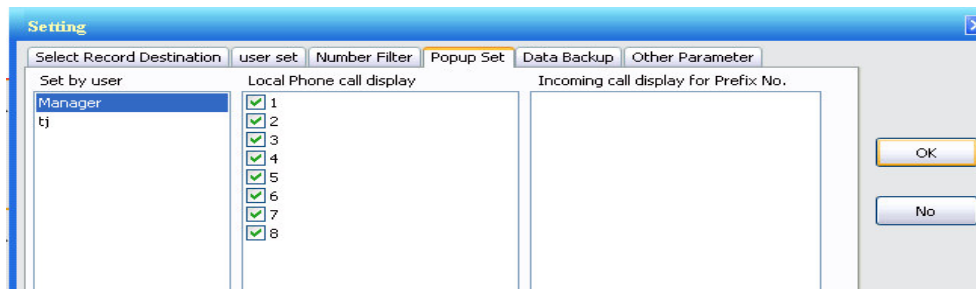 Setting
Select Record Destination user set Number Filter Popup Set Data Backup Other Parameter
Set by user Local Phone call display Incoming call display for Prefix No.
Manager
tj
1
2
3
4
5
6
7
8
OK
No